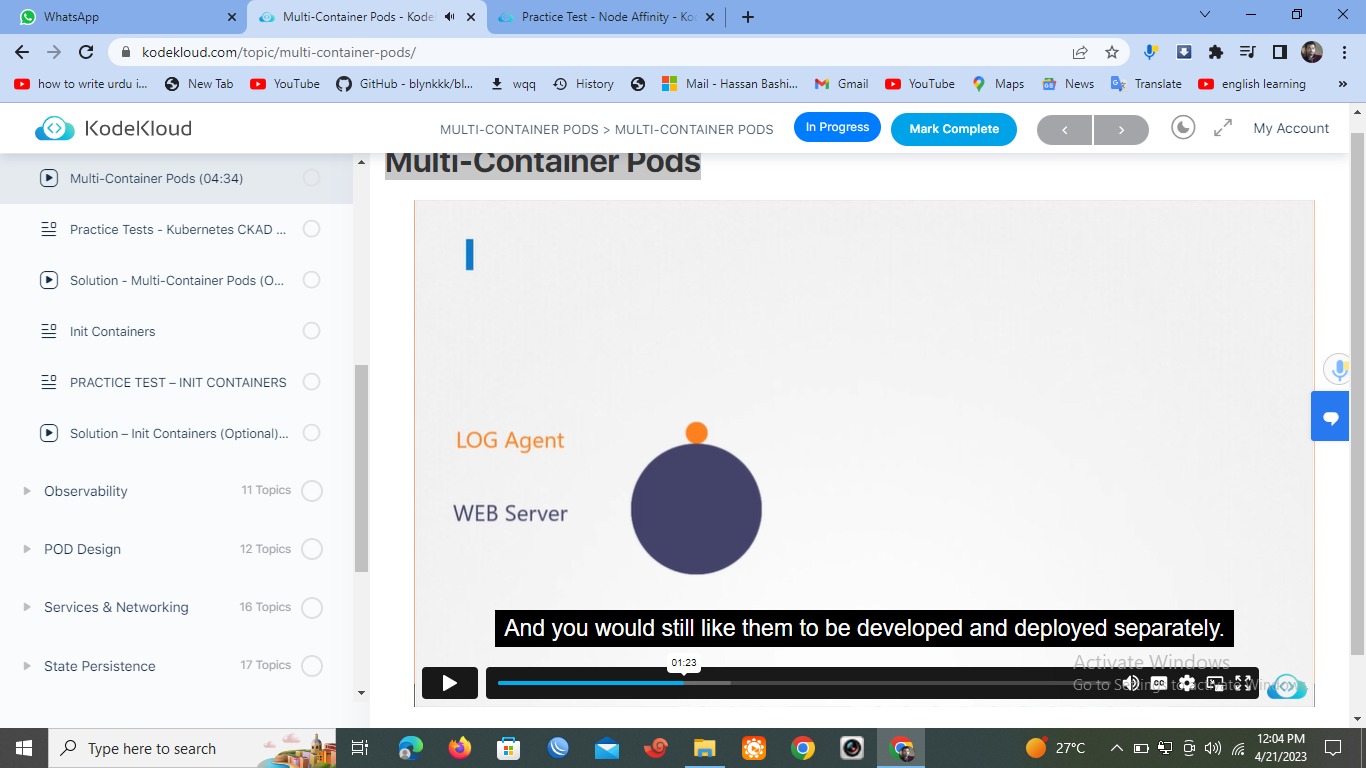 WhatsApp
Multi-Container Pods - Kodek
Practice Test - Node Affinity - Ko
kodekloud.com/topic/multi-container-pods/
how to write urdu i...
New Tab
YouTube
GitHub - blynkkk/bl...
wqq
History
Mail - Hassan Bashi...
Gmail
YouTube
Maps
News
Translate
english learning
»
KodeKloud
MULTI-CONTAINER PODS > MULTI-CONTAINER PODS
In Progress
Mark Complete
My Account
Multi-Container Pods
Multi-Container Pods (04:34)
Practice Tests - Kubernetes CKAD ...
Solution - Multi-Container Pods (O...
Init Containers
PRACTICE TEST – INIT CONTAINERS
Solution – Init Containers (Optional)...
Observability 11 Topics
POD Design 12 Topics
Services & Networking 16 Topics
State Persistence 17 Topics
LOG Agent
WEB Server
And you would still like them to be developed and deployed separately.
01:23
CC
Activate Windows
Go to Settings to activate Windows.
Type here to search
27°C
12:04 PM
4/21/2023